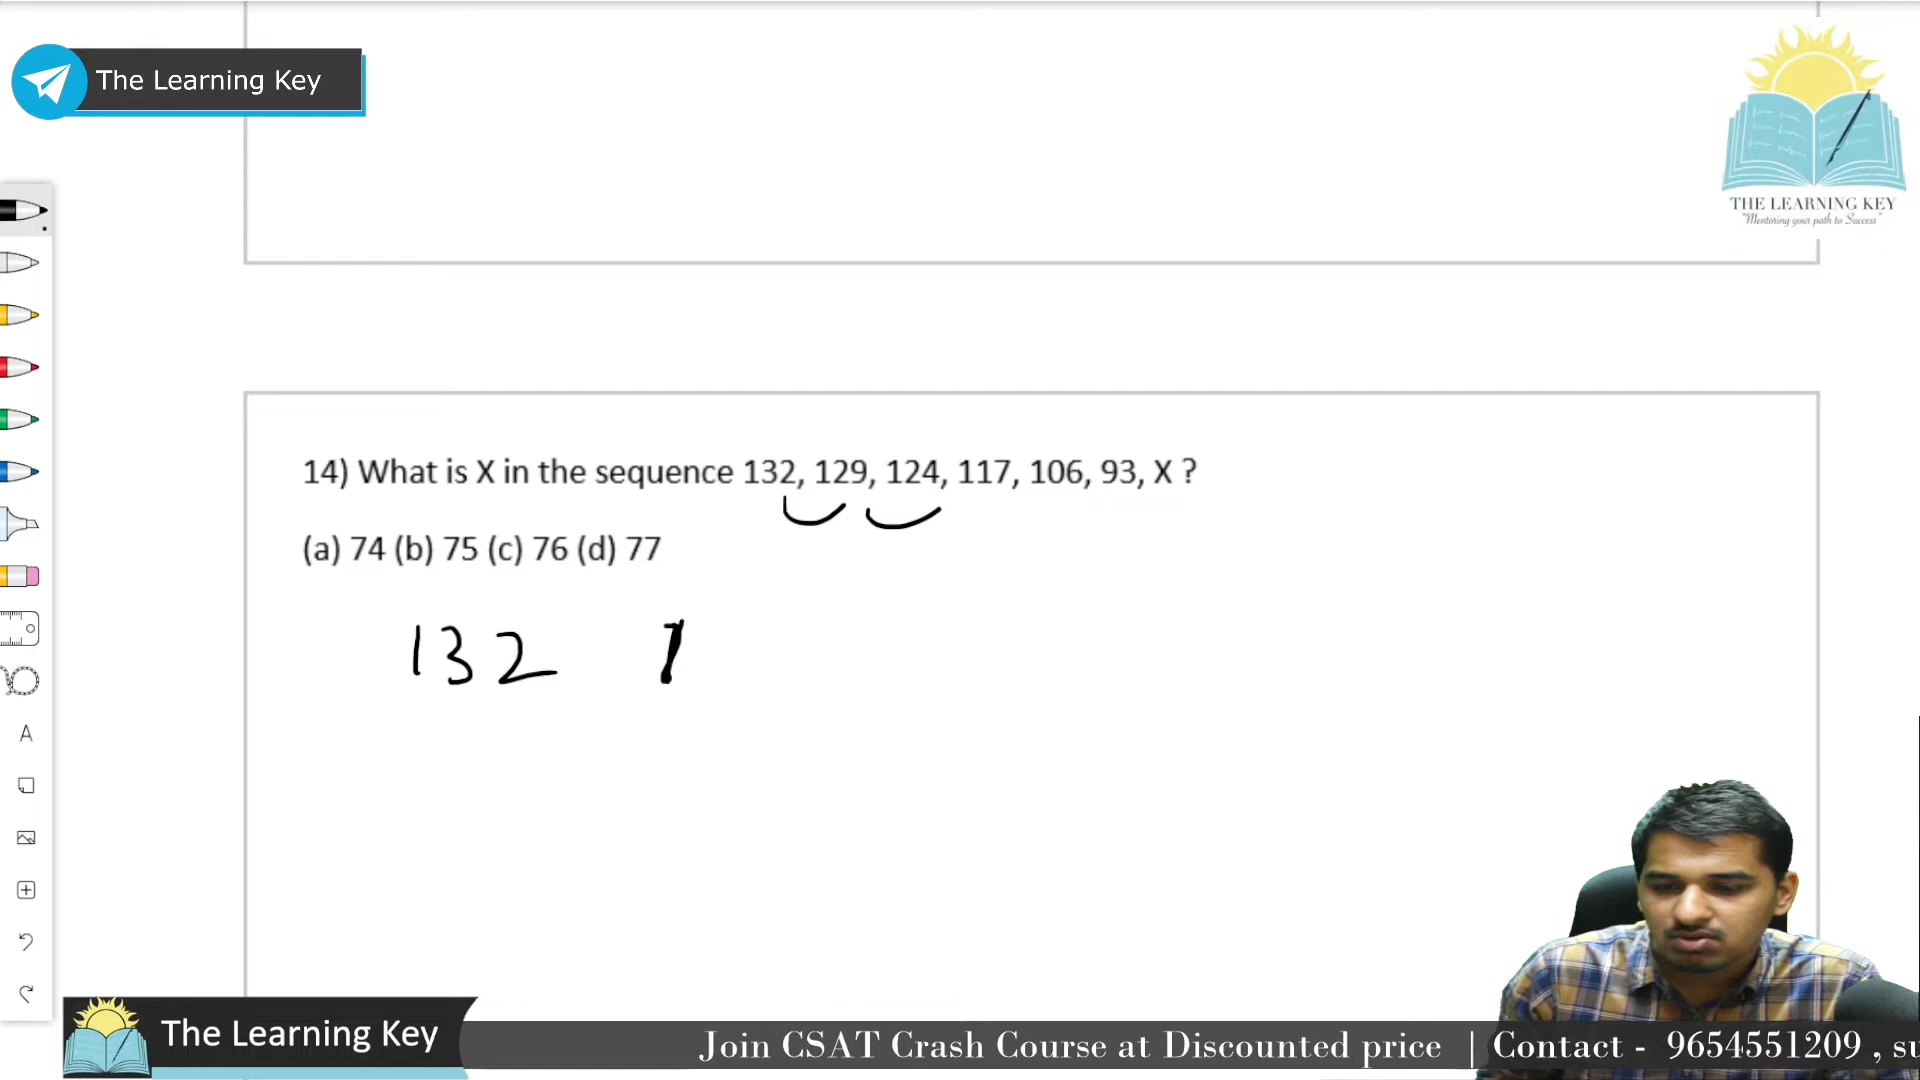 The Learning Key
THE LEARNING KEY
"Mentoring your path to Success"
14) What is X in the sequence 132, 129, 124, 117, 106, 93, X ?
(a) 74 (b) 75 (c) 76 (d) 77
132 1
A
The Learning Key
Join CSAT Crash Course at Discounted price | Contact - 9654551209 , su